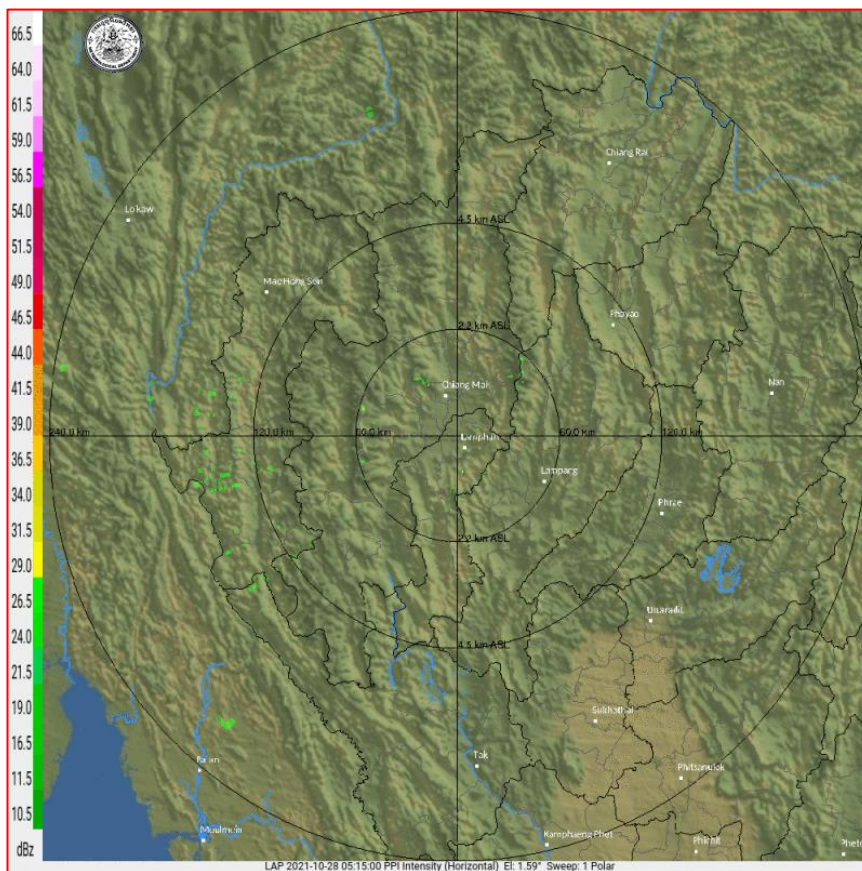 66.5
64.0
61.5
59.0
56.5
54.0
51.5
49.0
46.5
44.0
41.5
39.0
36.5
34.0
31.5
29.0
26.5
24.0
21.5
19.0
16.5
11.5
10.5
dBz
Chiang Rai
Loikaw
4.5 km ASL
Mae Hong Son
Phayao
2.2 km ASL
Chiang Mai
Nan
240.0 km
120.0 km
60.0 km
60.0 km
120.0 km
Lamphun
Lampang
Phrae
2.2 km ASL
Uttaradit
4.5 km ASL
Sukhothai
Pa'an
Tak
Phitsanulok
Moulmein
Kamphaeng Phet
Phichit
LAP 2021-10-28 05:15:00 PPI Intensity (Horizontal) El: 1.59° Sweep: 1 Polar